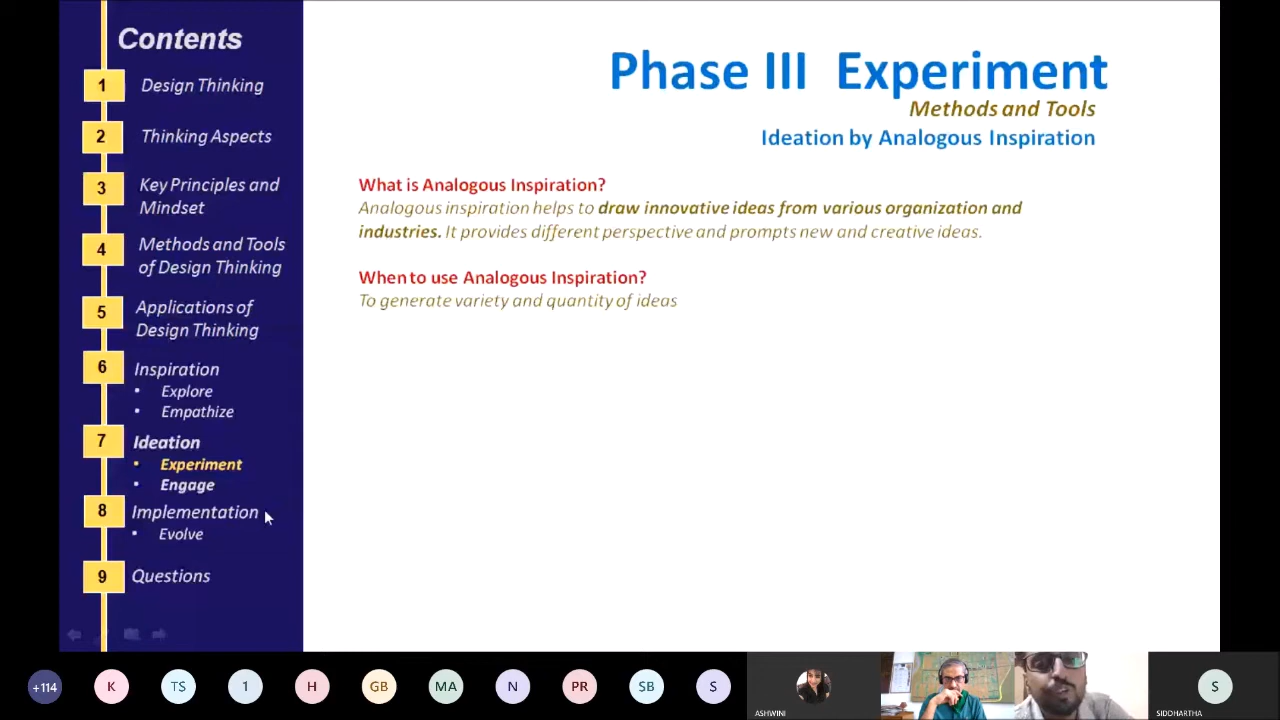 Contents
1
Design Thinking
2
Thinking Aspects
3
Key Principles and
Mindset
4
Methods and Tools
of Design Thinking
5
Applications of
Design Thinking
6
Inspiration
• Explore
• Empathize
7
Ideation
• Experiment
• Engage
8
Implementation
• Evolve
9
Questions
Phase III Experiment
Methods and Tools
Ideation by Analogous Inspiration
What is Analogous Inspiration?
Analogous inspiration helps to draw innovative ideas from various organization and
industries. It provides different perspective and prompts new and creative ideas.
When to use Analogous Inspiration?
To generate variety and quantity of ideas
+114
K
TS
1
H
GB
MA
N
PR
SB
S
ASHWINI
S
SIDDHARTHA